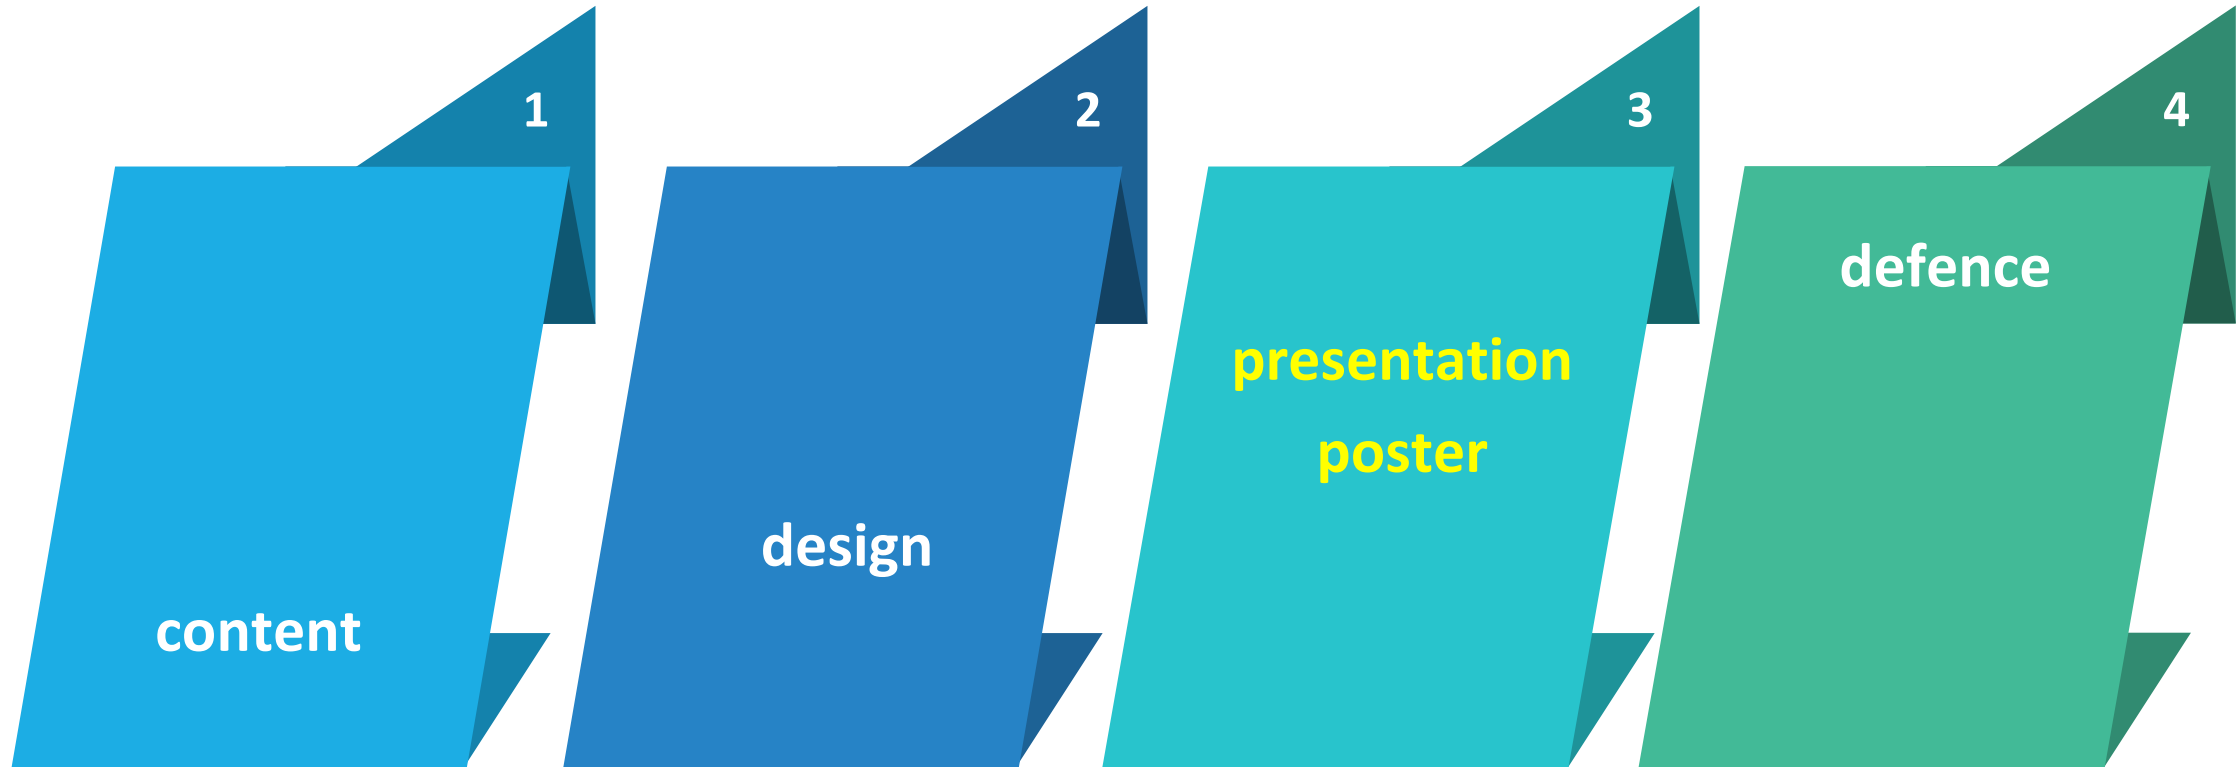 1
content
2
design
3
presentation
poster
4
defence